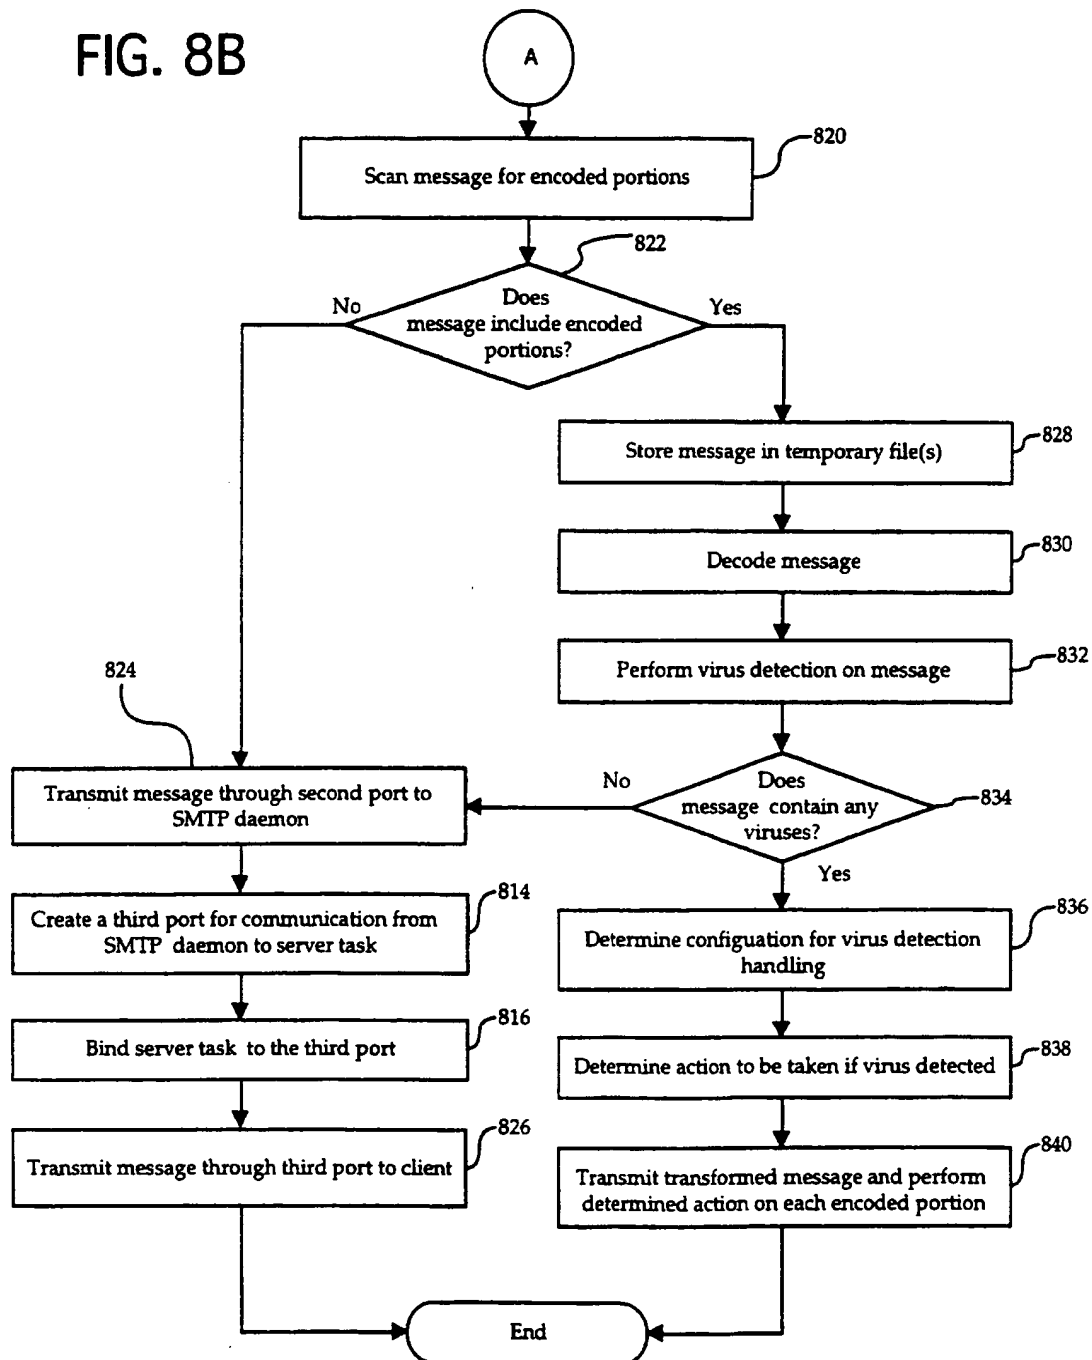 FIG. 8B
A
820
Scan message for encoded portions
822
No
Does
message include encoded
portions?
Yes
828
Store message in temporary file(s)
830
Decode message
832
Perform virus detection on message
824
Transmit message through second port to
SMTP daemon
No
Does
message contain any
viruses?
834
Yes
814
Create a third port for communication from
SMTP daemon to server task
836
Determine configuation for virus detection
handling
816
Bind server task to the third port
838
Determine action to be taken if virus detected
826
Transmit message through third port to client
840
Transmit transformed message and perform
determined action on each encoded portion
End